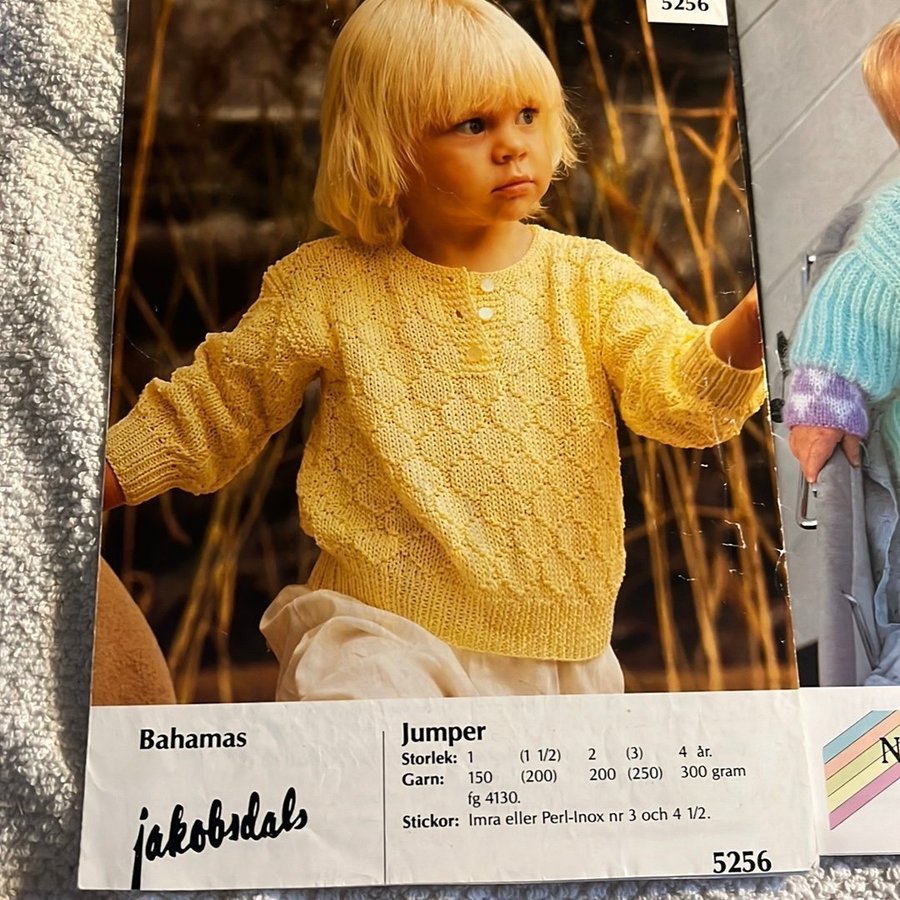 5256
Bahamas
jakobsdals
Jumper
Storlek: 1 (1 1/2) 2 (3) 4 år.
Garn: 150 (200) 200 (250) 300 gram
fg 4130.
Stickor: Imra eller Perl-Inox nr 3 och 4 1/2.
5256
N